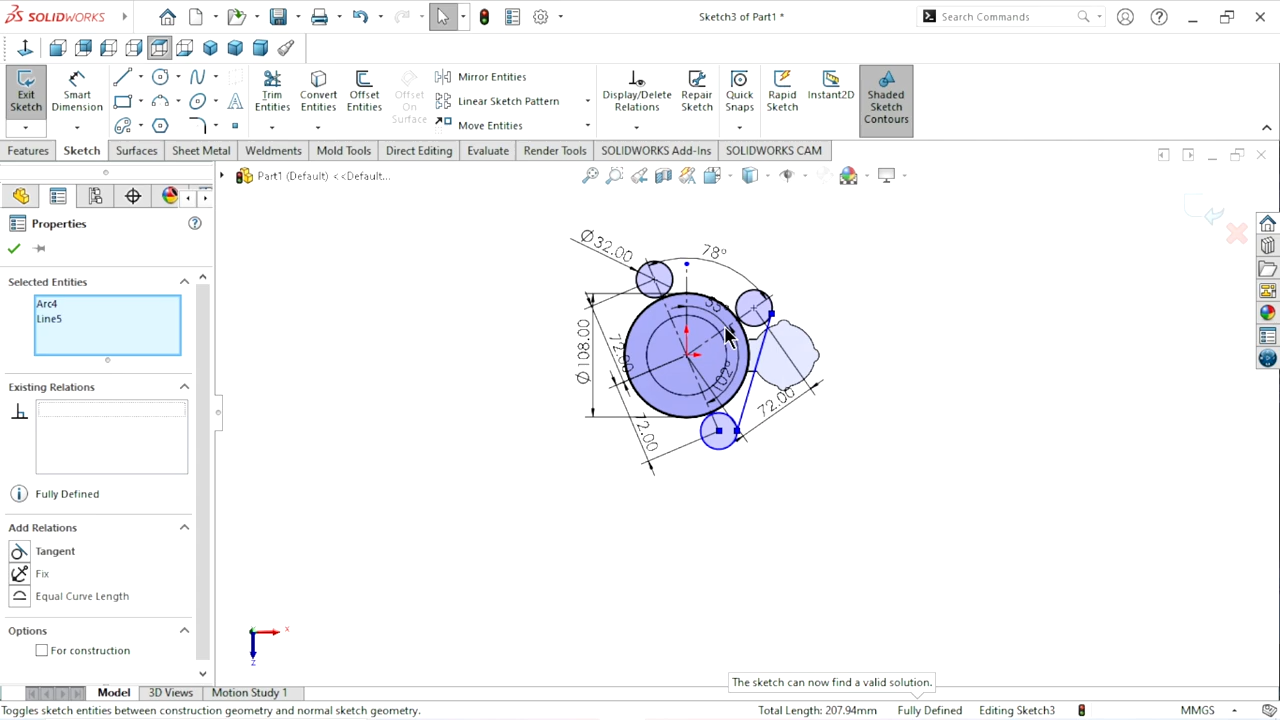 SOLIDWORKS
Sketch3 of Part1 *
Search Commands
Exit Sketch
Smart Dimension
Trim Entities
Convert Entities
Offset Entities
Offset On Surface
Mirror Entities
Linear Sketch Pattern
Move Entities
Display/Delete Relations
Repair Sketch
Quick Snaps
Rapid Sketch
Instant2D
Shaded Sketch Contours
Features
Sketch
Surfaces
Sheet Metal
Weldments
Mold Tools
Direct Editing
Evaluate
Render Tools
SOLIDWORKS Add-Ins
SOLIDWORKS CAM
Part1 (Default) <<Default...
Properties
Selected Entities
Arc4
Line5
Existing Relations
Fully Defined
Add Relations
Tangent
Fix
Equal Curve Length
Options
For construction
Ø32.00
78°
Ø108.00
72.00
102°
72.00
72.00
x
z
The sketch can now find a valid solution.
Model
3D Views
Motion Study 1
Toggles sketch entities between construction geometry and normal sketch geometry.
Total Length: 207.94mm
Fully Defined
Editing Sketch3
MMGS